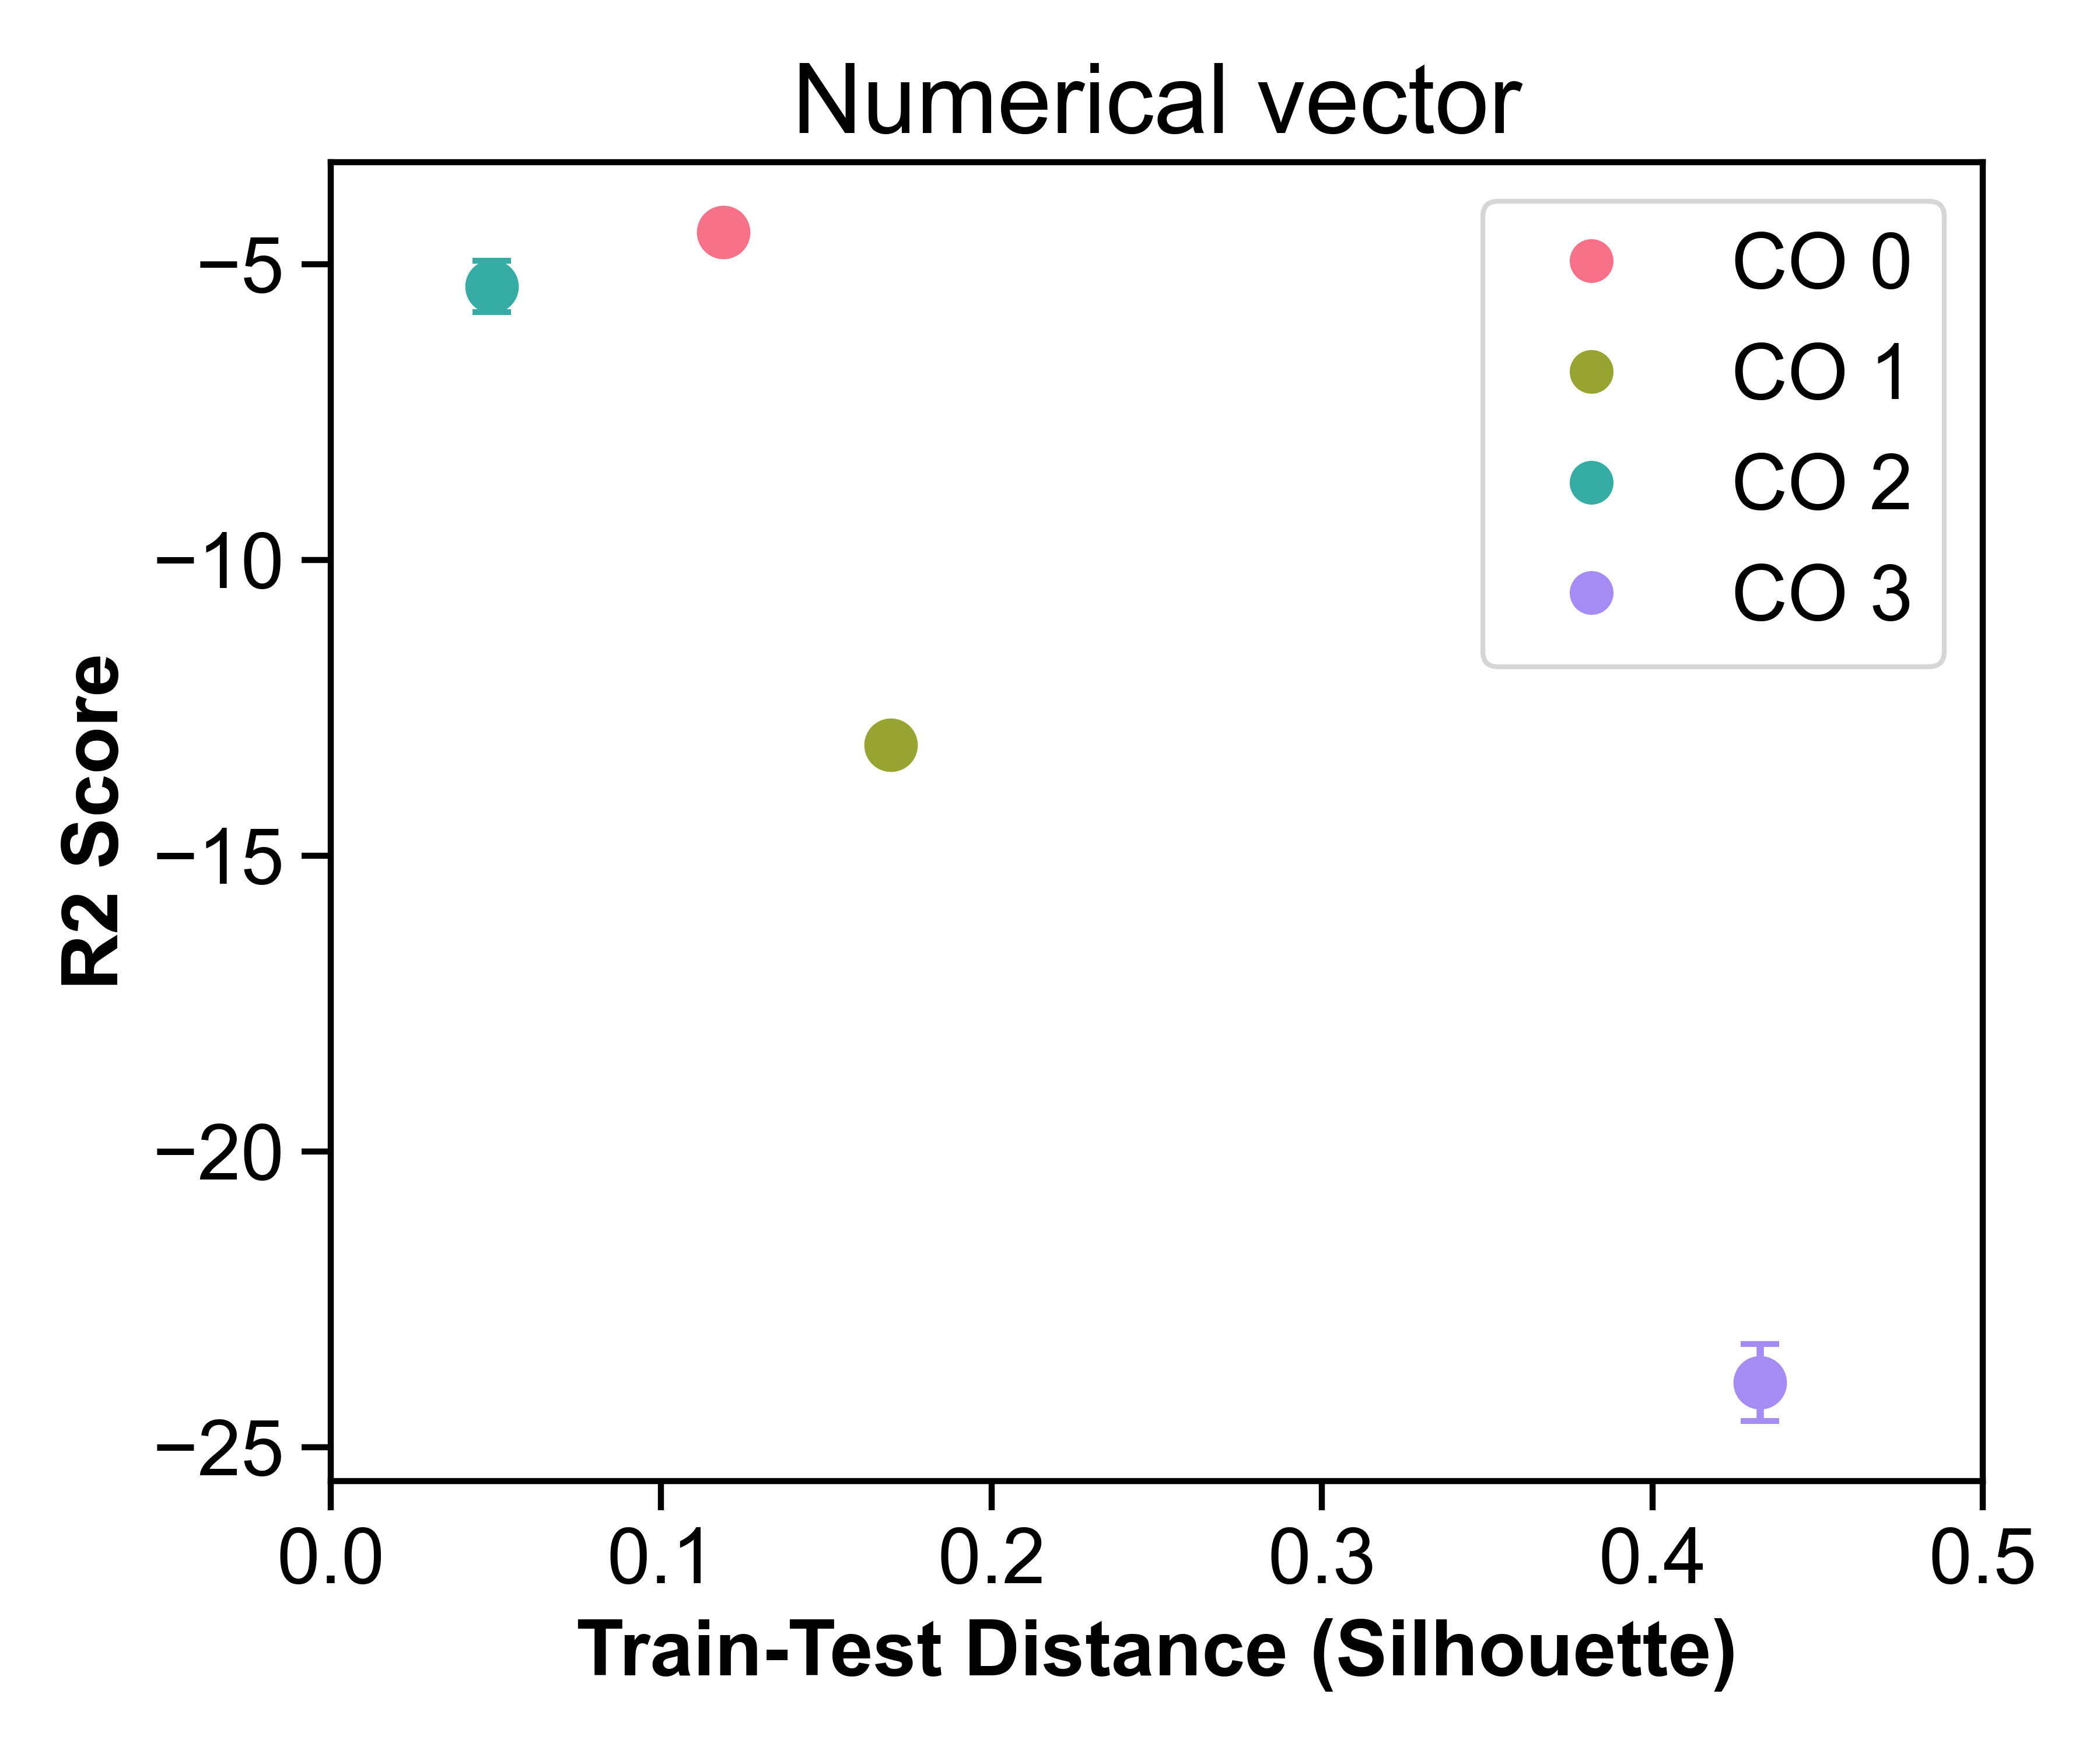 Numerical vector
CO 0
CO 1
CO 2
CO 3
R2 Score
−5
−10
−15
−20
−25
0.0 0.1 0.2 0.3 0.4 0.5
Train-Test Distance (Silhouette)